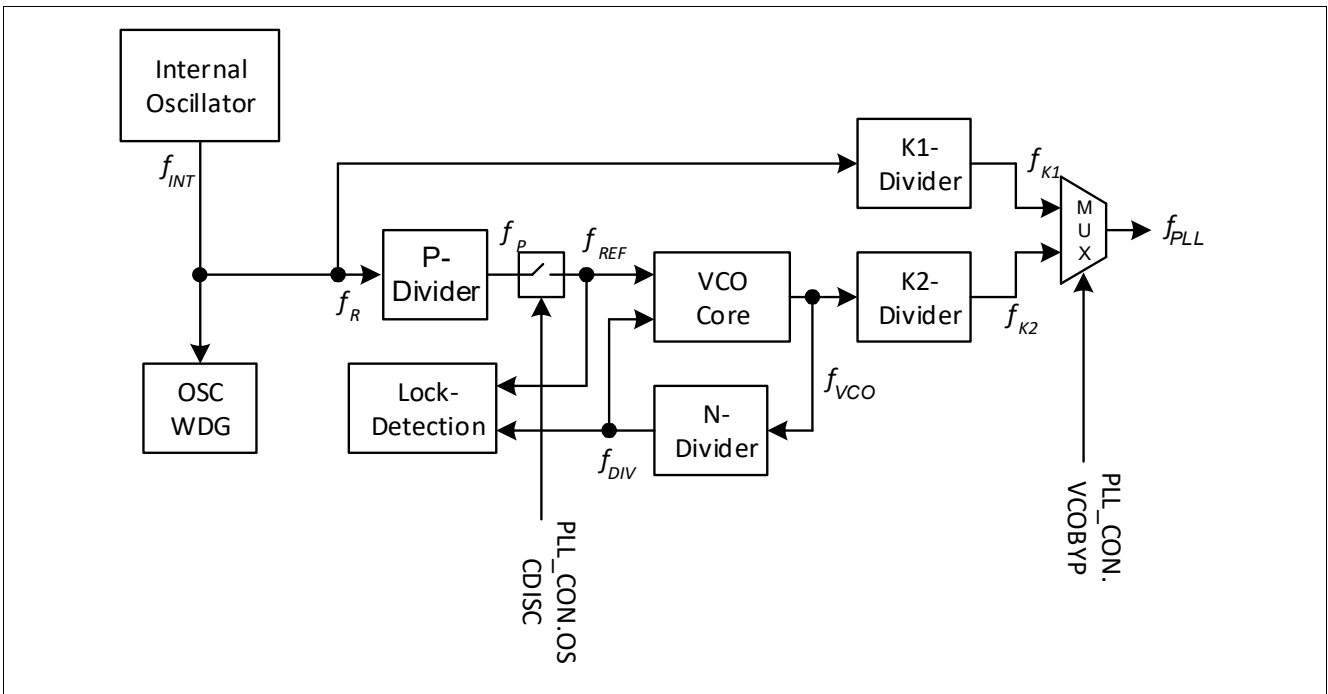 Internal
Oscillator
f_INT
K1-
Divider
f_K1
M
U
X
f_PLL
f_R
P-
Divider
f_P
f_REF
VCO
Core
K2-
Divider
f_K2
f_VCO
OSC
WDG
Lock-
Detection
N-
Divider
f_DIV
PLL_CON.OS
CDISC
PLL_CON.
VCOBYP